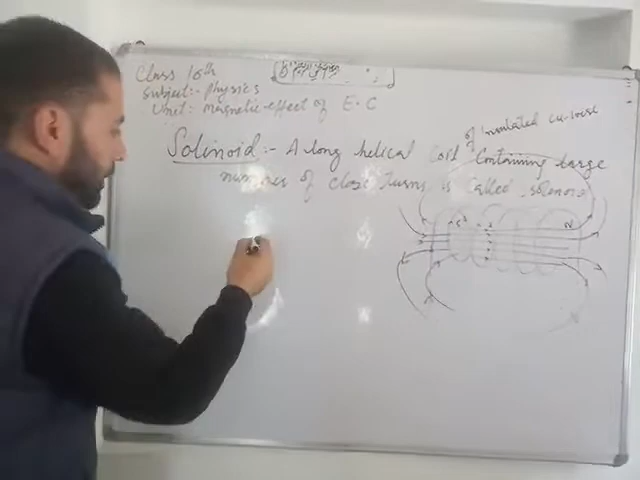 Class 10th
Subject:- physics
Unit: magnetic effect of E.C
of insulated cu-wire
Solinoid:- A long helical Coil Containing large
number of close turns is Called solenoid
S
N